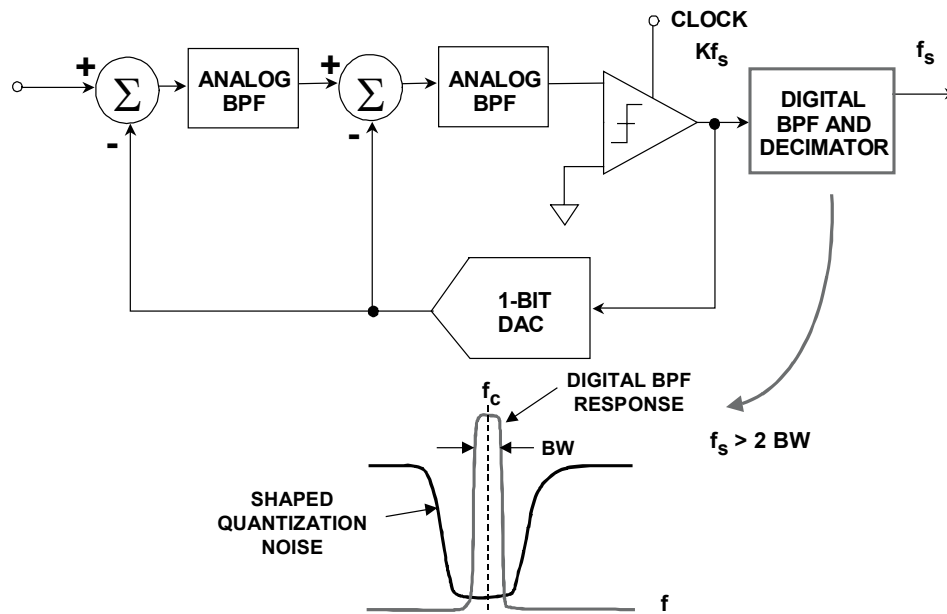 CLOCK
Kfs
fs
+
Σ
-
ANALOG
BPF
+
Σ
-
ANALOG
BPF
DIGITAL
BPF AND
DECIMATOR
1-BIT
DAC
fc
DIGITAL BPF
RESPONSE
BW
fs > 2 BW
SHAPED
QUANTIZATION
NOISE
f